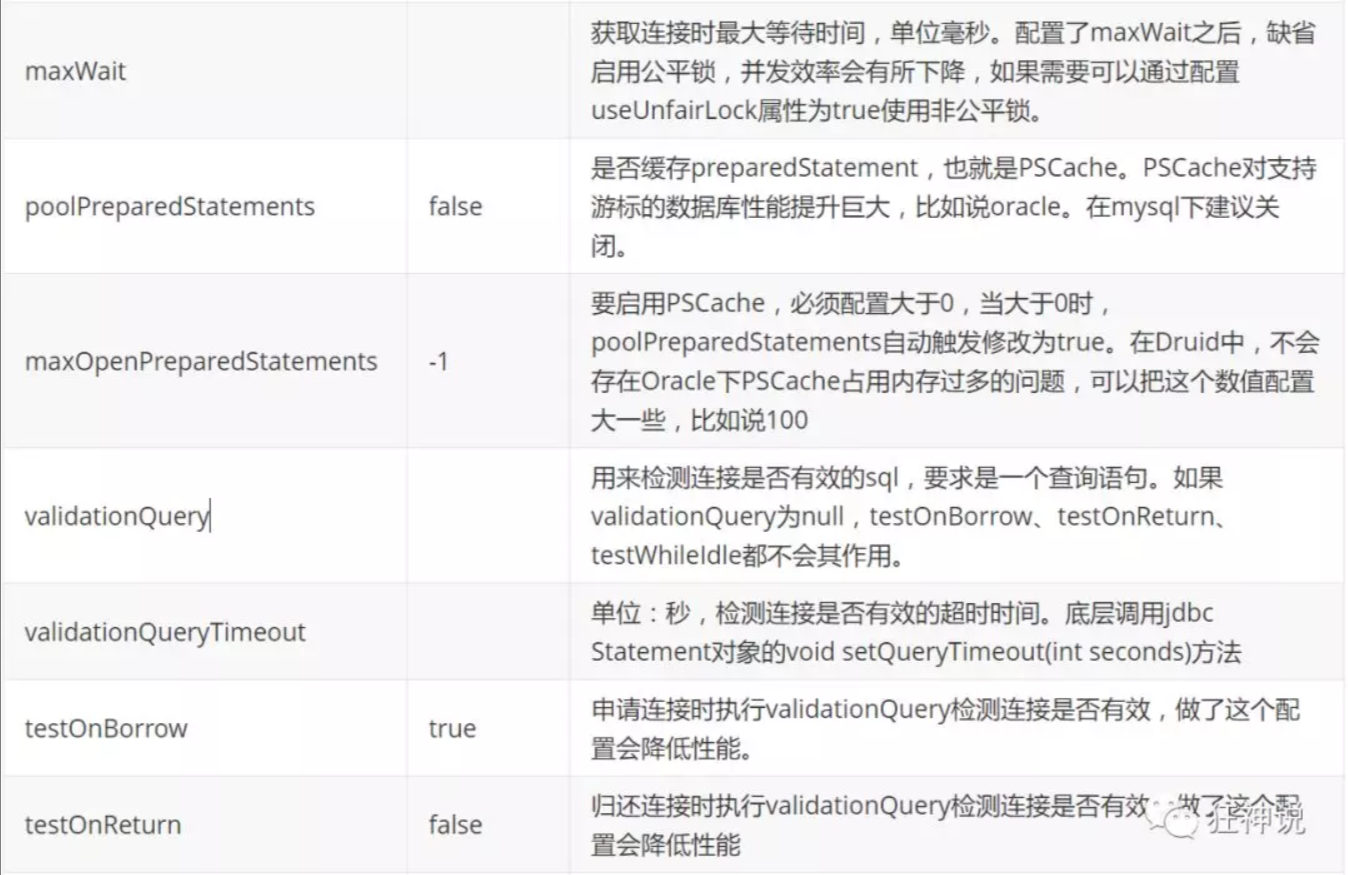 maxWait
获取连接时最大等待时间，单位毫秒。配置了maxWait之后，缺省
启用公平锁，并发效率会有所下降，如果需要可以通过配置
useUnfairLock属性为true使用非公平锁。
poolPreparedStatements
false
是否缓存preparedStatement，也就是PSCache。PSCache对支持
游标的数据库性能提升巨大，比如说oracle。在mysql下建议关
闭。
maxOpenPreparedStatements
-1
要启用PSCache，必须配置大于0，当大于0时，
poolPreparedStatements自动触发修改为true。在Druid中，不会
存在Oracle下PSCache占用内存过多的问题，可以把这个数值配置
大一些，比如说100
validationQuery
用来检测连接是否有效的sql，要求是一个查询语句。如果
validationQuery为null，testOnBorrow、testOnReturn、
testWhileIdle都不会其作用。
validationQueryTimeout
单位：秒，检测连接是否有效的超时时间。底层调用jdbc
Statement对象的void setQueryTimeout(int seconds)方法
testOnBorrow
true
申请连接时执行validationQuery检测连接是否有效，做了这个配
置会降低性能。
testOnReturn
false
归还连接时执行validationQuery检测连接是否有效，做了这个配
置会降低性能
狂神说